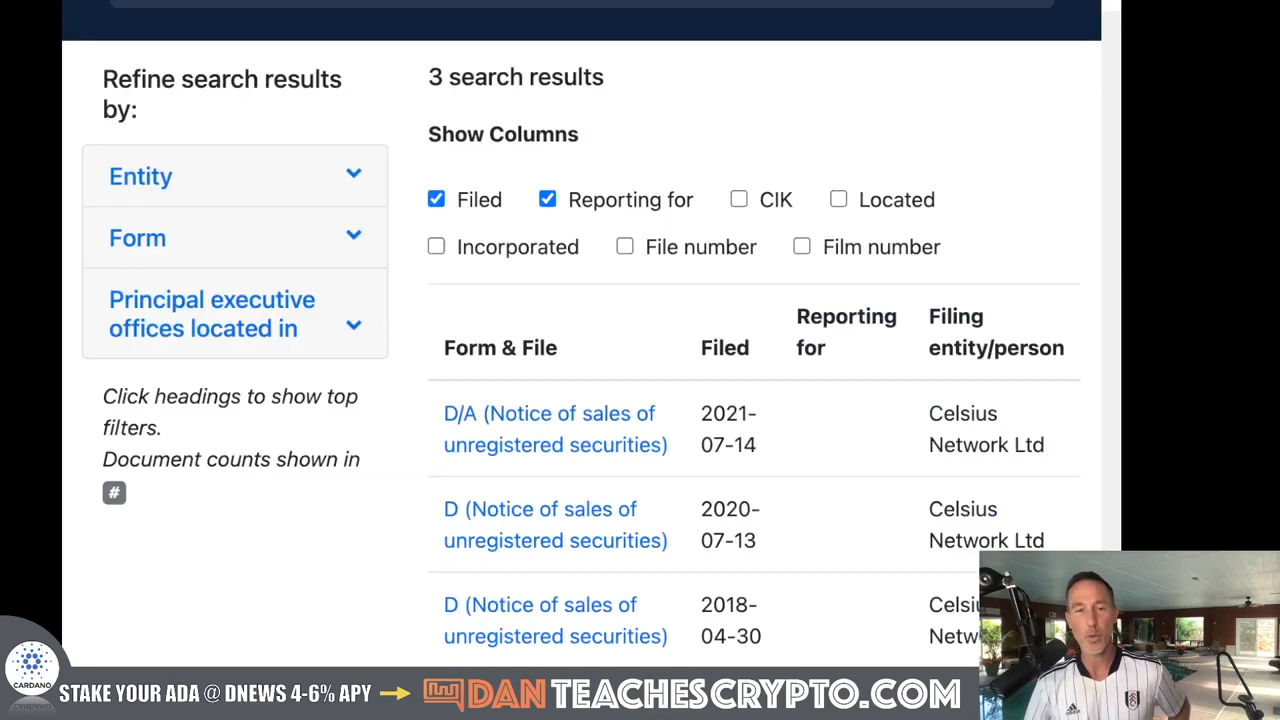 Refine search results
by:
Entity
Form
Principal executive
offices located in
Click headings to show top
filters.
Document counts shown in
#
3 search results
Show Columns
Filed Reporting for CIK Located
Incorporated File number Film number
Form & File Filed Reporting for Filing entity/person
D/A (Notice of sales of 2021- Celsius
unregistered securities) 07-14 Network Ltd
D (Notice of sales of 2020- Celsius
unregistered securities) 07-13 Network Ltd
D (Notice of sales of 2018- Celsiu
unregistered securities) 04-30 Netw
CARDANO
STAKE YOUR ADA @ DNEWS 4-6% APY DANTEACHESCRYPTO.COM
adidas